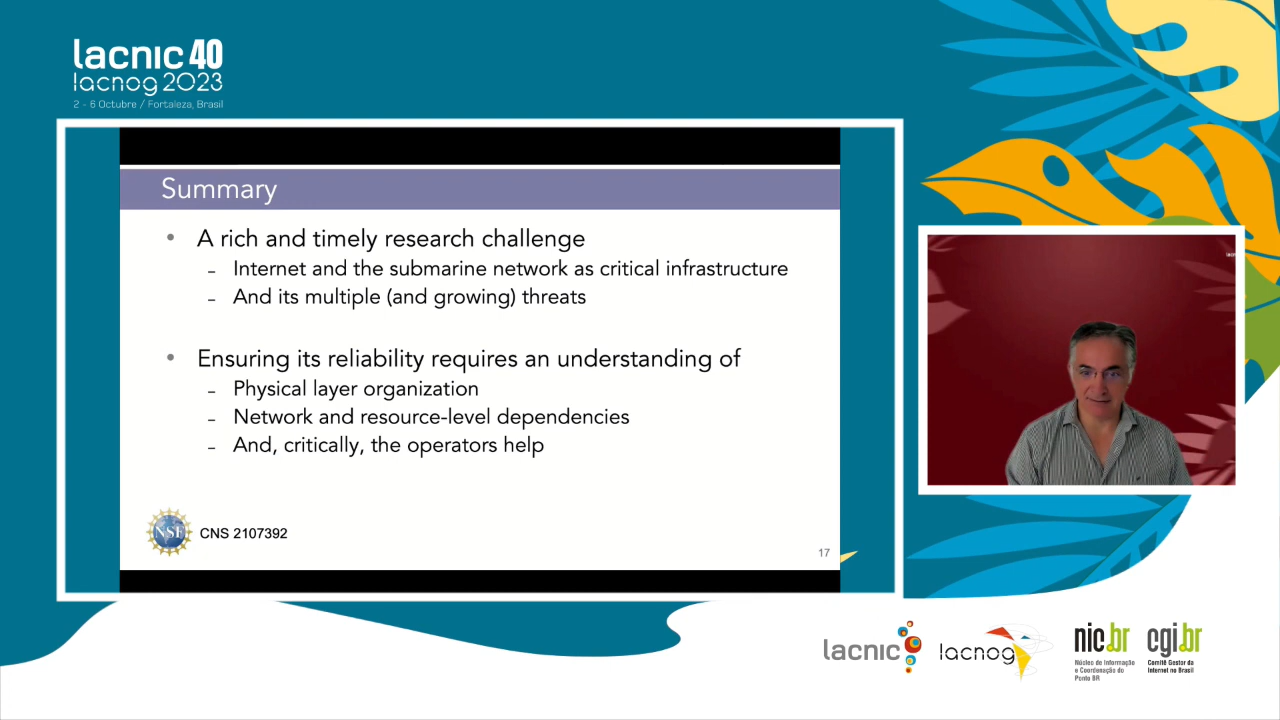 lacnic 40
lacnog 2023
2 - 6 Octubre / Fortaleza, Brasil
Summary
• A rich and timely research challenge
– Internet and the submarine network as critical infrastructure
– And its multiple (and growing) threats
• Ensuring its reliability requires an understanding of
– Physical layer organization
– Network and resource-level dependencies
– And, critically, the operators help
NSF
CNS 2107392
17
lacnic
lacnog
nic.br
Núcleo de Informação
e Coordenação do
Ponto BR
cgi.br
Comitê Gestor da
Internet no Brasil